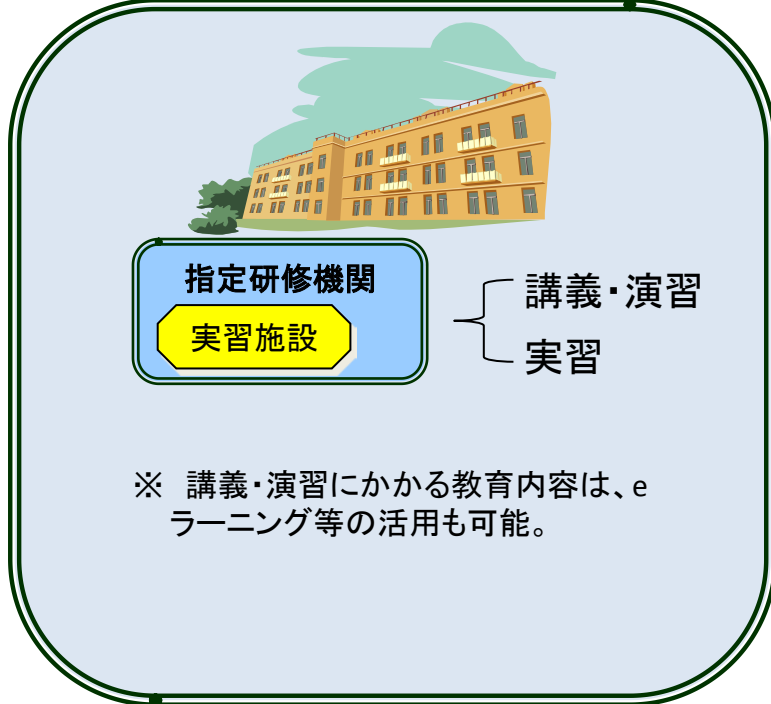 指定研修機関
実習施設
講義・演習
実習
※　講義・演習にかかる教育内容は、e
ラーニング等の活用も可能。